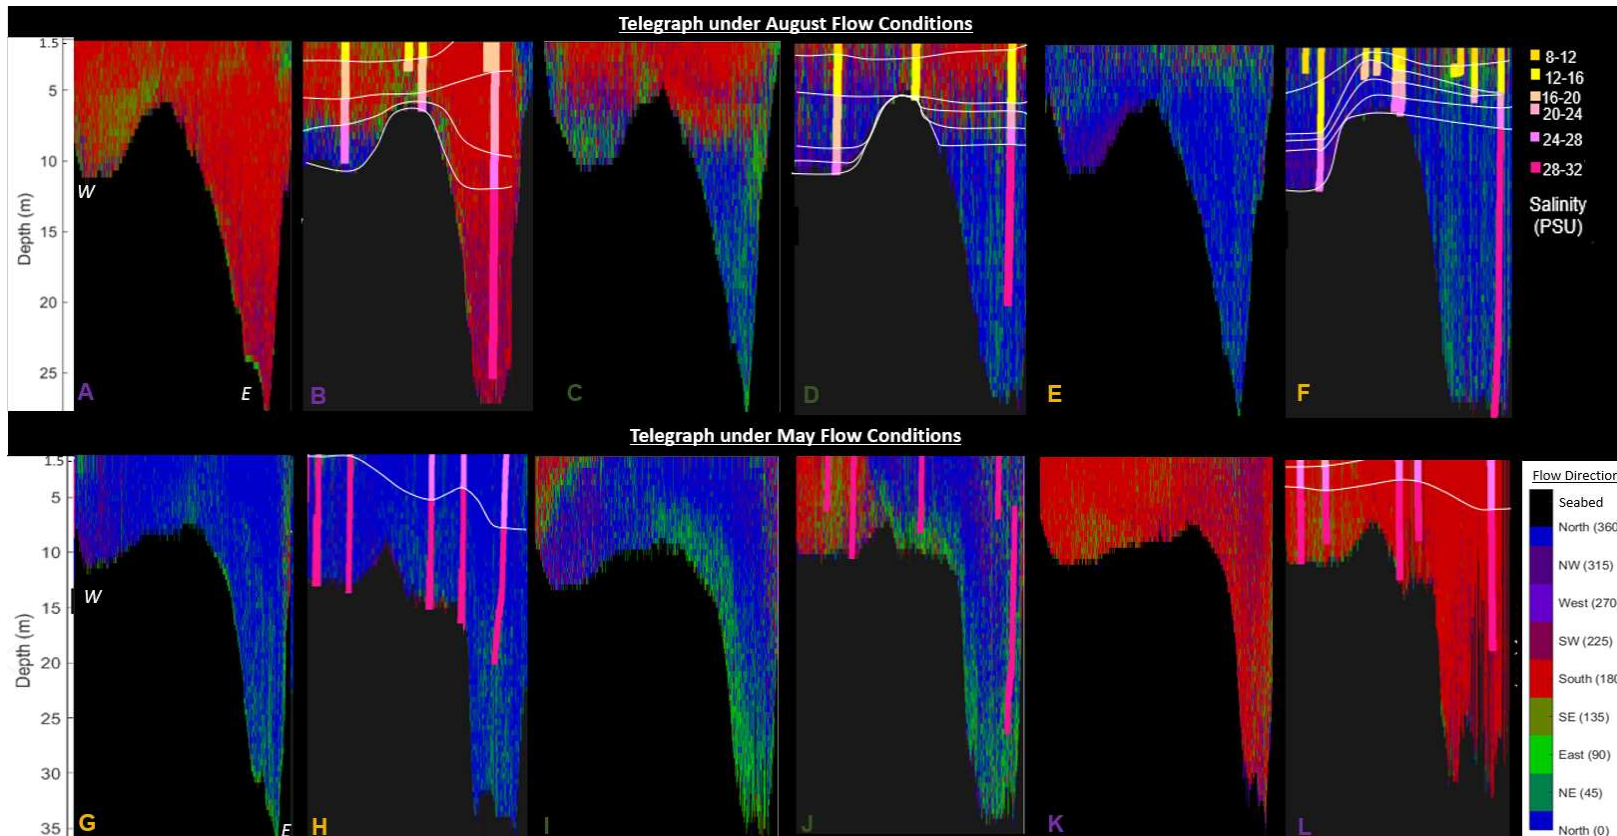 Telegraph under August Flow Conditions
1.5
5
10
15
20
25
Depth (m)
W
E
A
B
C
D
E
F
8-12
12-16
16-20
20-24
24-28
28-32
Salinity
(PSU)
Telegraph under May Flow Conditions
1.5
5
10
15
20
25
30
35
Depth (m)
W
E
G
H
I
J
K
L
Flow Direction
Seabed
North (360
NW (315)
West (270
SW (225)
South (180
SE (135)
East (90)
NE (45)
North (0)